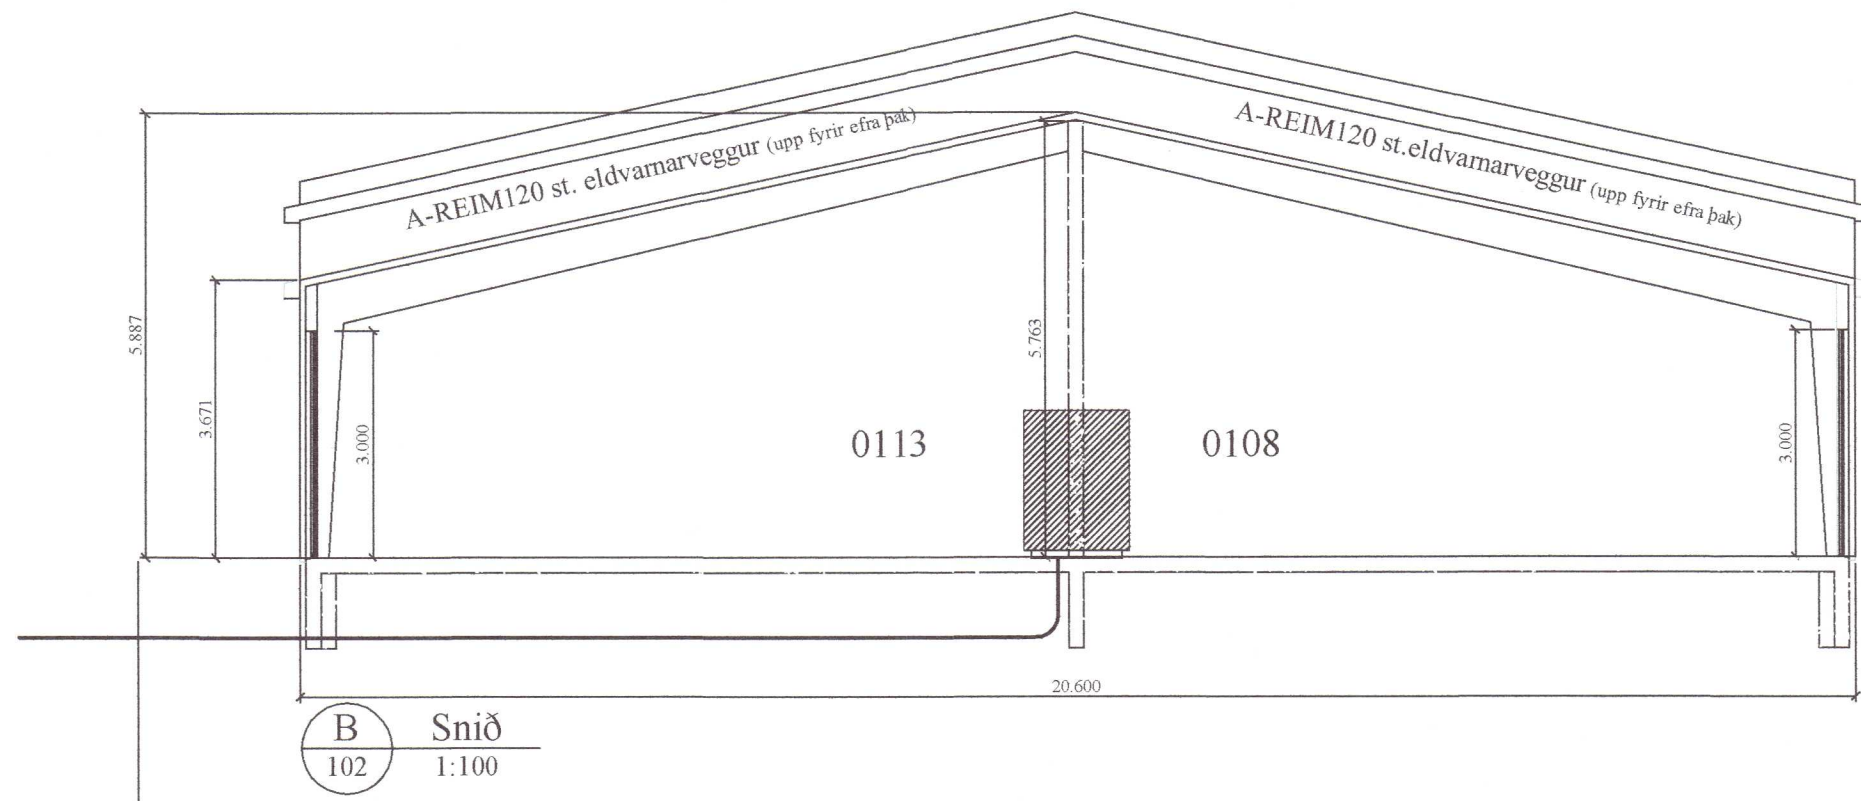 A-REIM120 st. eldvarnarveggur (upp fyrir efra þak)
A-REIM120 st.eldvarnarveggur (upp fyrir efra þak)
5.887
3.671
3.000
5.763
3.000
0113
0108
20.600
B
102
Snið
1:100